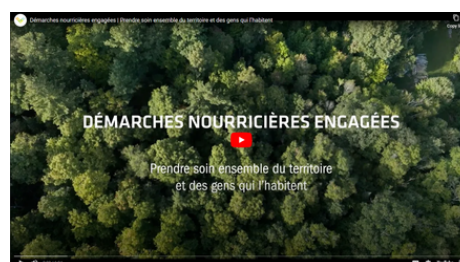 Démarches nourricières engagées | Prendre soin ensemble du territoire et des gens qui l'habitent
DÉMARCHES NOURRICIÈRES ENGAGÉES
Prendre soin ensemble du territoire
et des gens qui l'habitent